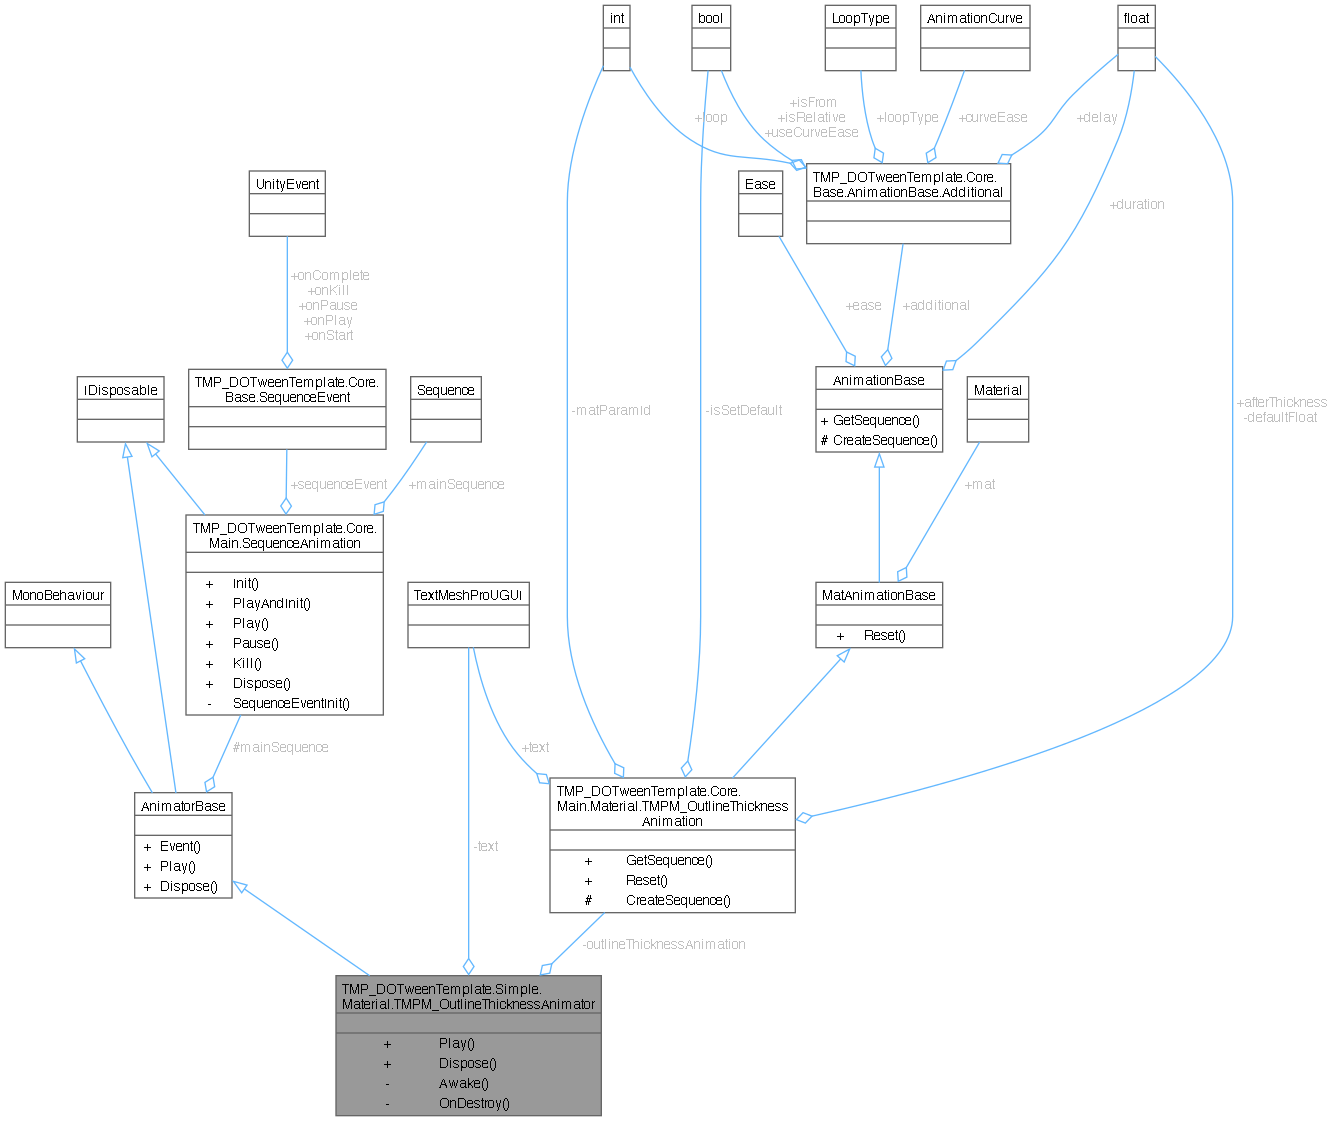 int
bool
LoopType
AnimationCurve
float
+isFrom
+isRelative
+useCurveEase
+loop
+loopType
+curveEase
+delay
UnityEvent
Ease
TMP_DOTweenTemplate.Core.
Base.AnimationBase.Additional
+duration
+onComplete
+onKill
+onPause
+onPlay
+onStart
+ease
+additional
IDisposable
TMP_DOTweenTemplate.Core.
Base.SequenceEvent
Sequence
AnimationBase
+ GetSequence()
# CreateSequence()
Material
-matParamId
-isSetDefault
+afterThickness
-defaultFloat
+sequenceEvent
+mainSequence
+mat
TMP_DOTweenTemplate.Core.
Main.SequenceAnimation
+ Init()
+ PlayAndInit()
+ Play()
+ Pause()
+ Kill()
+ Dispose()
- SequenceEventInit()
MonoBehaviour
TextMeshProUGUI
MatAnimationBase
+ Reset()
#mainSequence
+text
AnimatorBase
+ Event()
+ Play()
+ Dispose()
-text
TMP_DOTweenTemplate.Core.
Main.Material.TMPM_OutlineThickness
Animation
+ GetSequence()
+ Reset()
# CreateSequence()
-outlineThicknessAnimation
TMP_DOTweenTemplate.Simple.
Material.TMPM_OutlineThicknessAnimator
+ Play()
+ Dispose()
- Awake()
- OnDestroy()